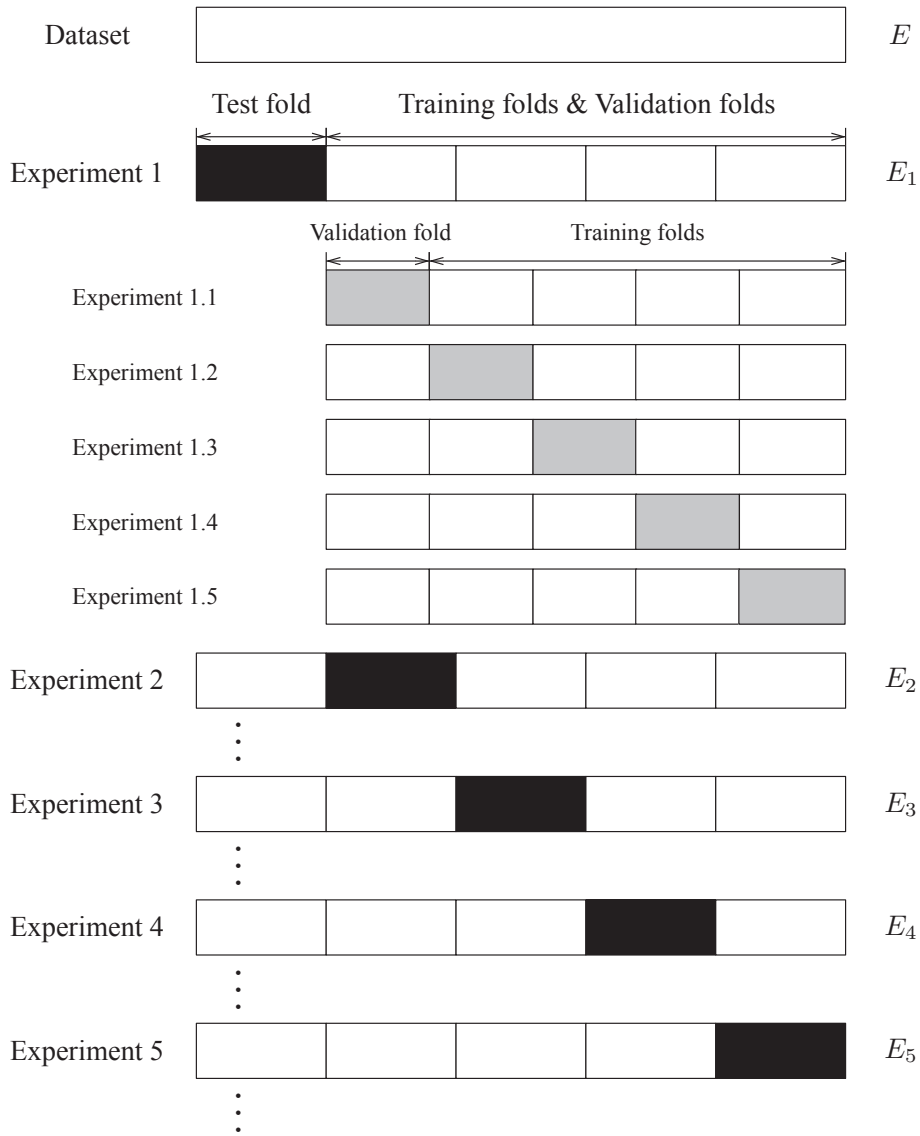 Dataset E
Test fold Training folds & Validation folds
Experiment 1 E₁
Validation fold Training folds
Experiment 1.1
Experiment 1.2
Experiment 1.3
Experiment 1.4
Experiment 1.5
Experiment 2 E₂
Experiment 3 E₃
Experiment 4 E₄
Experiment 5 E₅